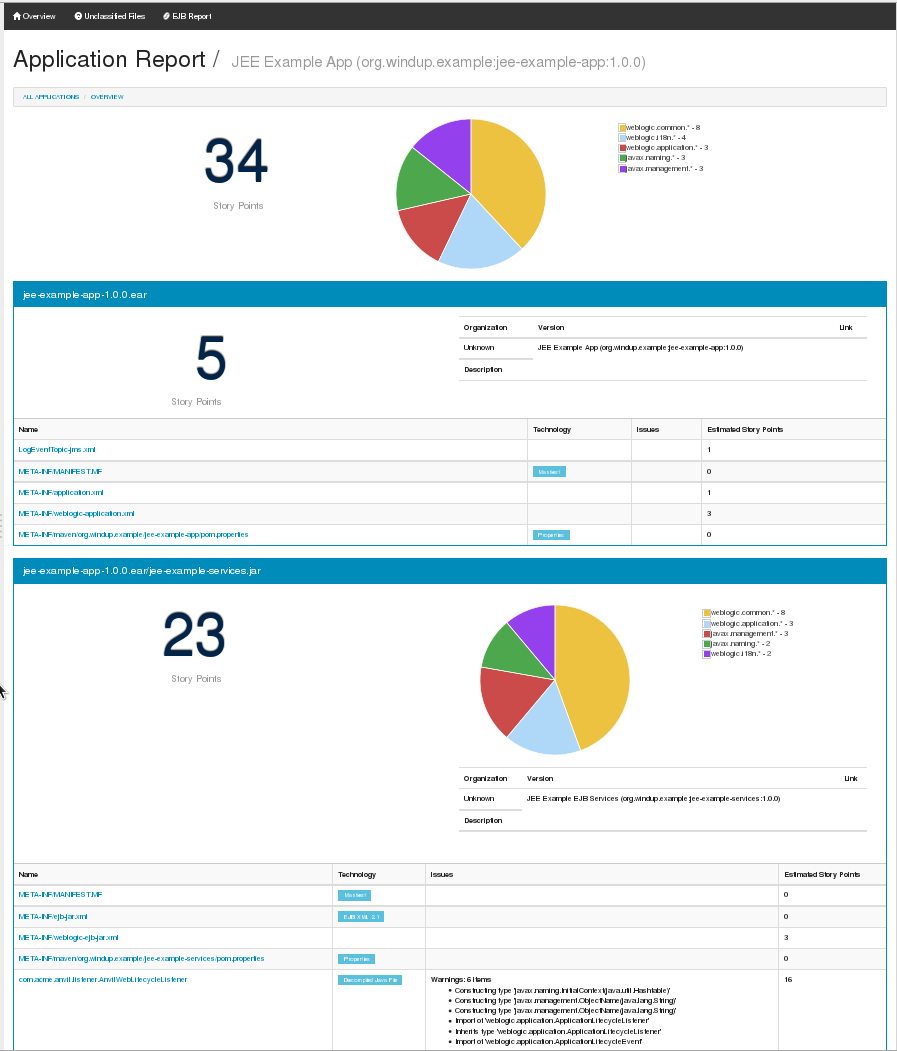 Overview Unclassified Files EJB Report
Application Report / JEE Example App (org.windup.example:jee-example-app:1.0.0)
ALL APPLICATIONS / OVERVIEW
34
Story Points
weblogic.common.* - 8
weblogic.i18n.* - 4
weblogic.application.* - 3
javax.naming.* - 3
javax.management.* - 3
jee-example-app-1.0.0.ear
5
Story Points
Organization Version Link
Unknown JEE Example App (org.windup.example:jee-example-app:1.0.0)
Description
Name Technology Issues Estimated Story Points
LogEventTopic-jms.xml 1
META-INF/MANIFEST.MF Manifest 0
META-INF/application.xml 1
META-INF/weblogic-application.xml 3
META-INF/maven/org.windup.example/jee-example-app/pom.properties Properties 0
jee-example-app-1.0.0.ear/jee-example-services.jar
23
Story Points
weblogic.common.* - 8
weblogic.application.* - 3
javax.management.* - 3
javax.naming.* - 2
weblogic.i18n.* - 2
Organization Version Link
Unknown JEE Example EJB Services (org.windup.example:jee-example-services:1.0.0)
Description
Name Technology Issues Estimated Story Points
META-INF/MANIFEST.MF Manifest 0
META-INF/ejb-jar.xml EJB XML 2.1 0
META-INF/weblogic-ejb-jar.xml 3
META-INF/maven/org.windup.example/jee-example-services/pom.properties Properties 0
com.acme.anvil.listener.AnvilWebLifecycleListener Decompiled Java File Warnings: 6 items 16
• Constructing type 'javax.naming.InitialContext(java.util.Hashtable)'
• Constructing type 'javax.management.ObjectName(java.lang.String)'
• Constructing type 'javax.management.ObjectName(java.lang.String)'
• Import of 'weblogic.application.ApplicationLifecycleListener'
• Inherits type 'weblogic.application.ApplicationLifecycleListener'
• Import of 'weblogic.application.ApplicationLifecycleEvent'